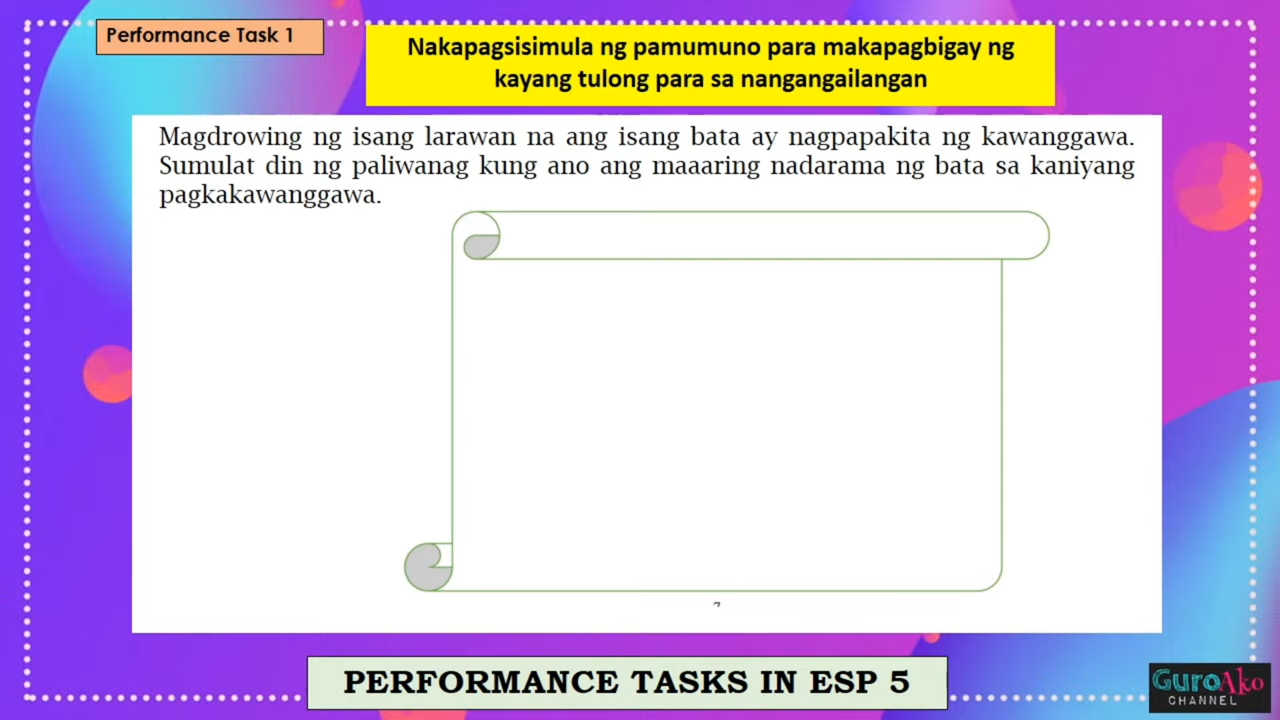 Performance Task 1
Nakapagsisimula ng pamumuno para makapagbigay ng
kayang tulong para sa nangangailangan
Magdrowing ng isang larawan na ang isang bata ay nagpapakita ng kawanggawa.
Sumulat din ng paliwanag kung ano ang maaaring nadarama ng bata sa kaniyang
pagkakawanggawa.
PERFORMANCE TASKS IN ESP 5
GuroAko
CHANNEL